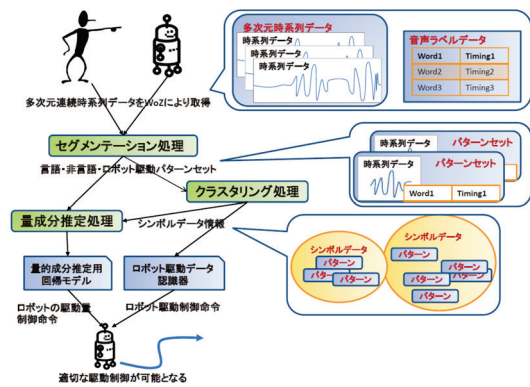 多次元時系列データ
時系列データ
時系列データ
時系列データ
音声ラベルデータ
Word1 Timing1
Word2 Timing2
Word3 Timing3
多次元連続時系列データをWoZにより取得
セグメンテーション処理
言語・非言語・ロボット駆動パターンセット
時系列データ
パターンセット
時系列データ
パターンセット
Word1 Timing1
クラスタリング処理
量成分推定処理
シンボルデータ情報
シンボルデータ
パターン
パターン
パターン
シンボルデータ
パターン
パターン
パターン
パターン
パターン
量的成分推定用
回帰モデル
ロボット駆動データ
認識器
ロボットの駆動量
制御命令
ロボット駆動制御命令
適切な駆動制御が可能となる